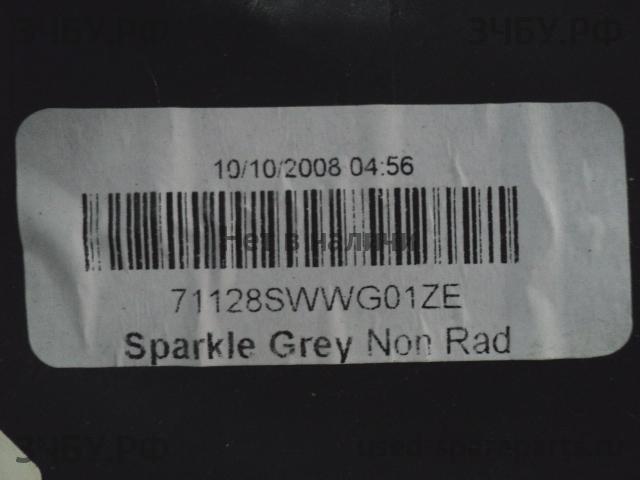 ЗЧБУ.РФ ЗЧБУ.РФ
10/10/2008 04:56
Нет в наличии
71128SWWG01ZE
Sparkle Grey Non Rad
ЗЧБУ.РФ used-spareparts.ru